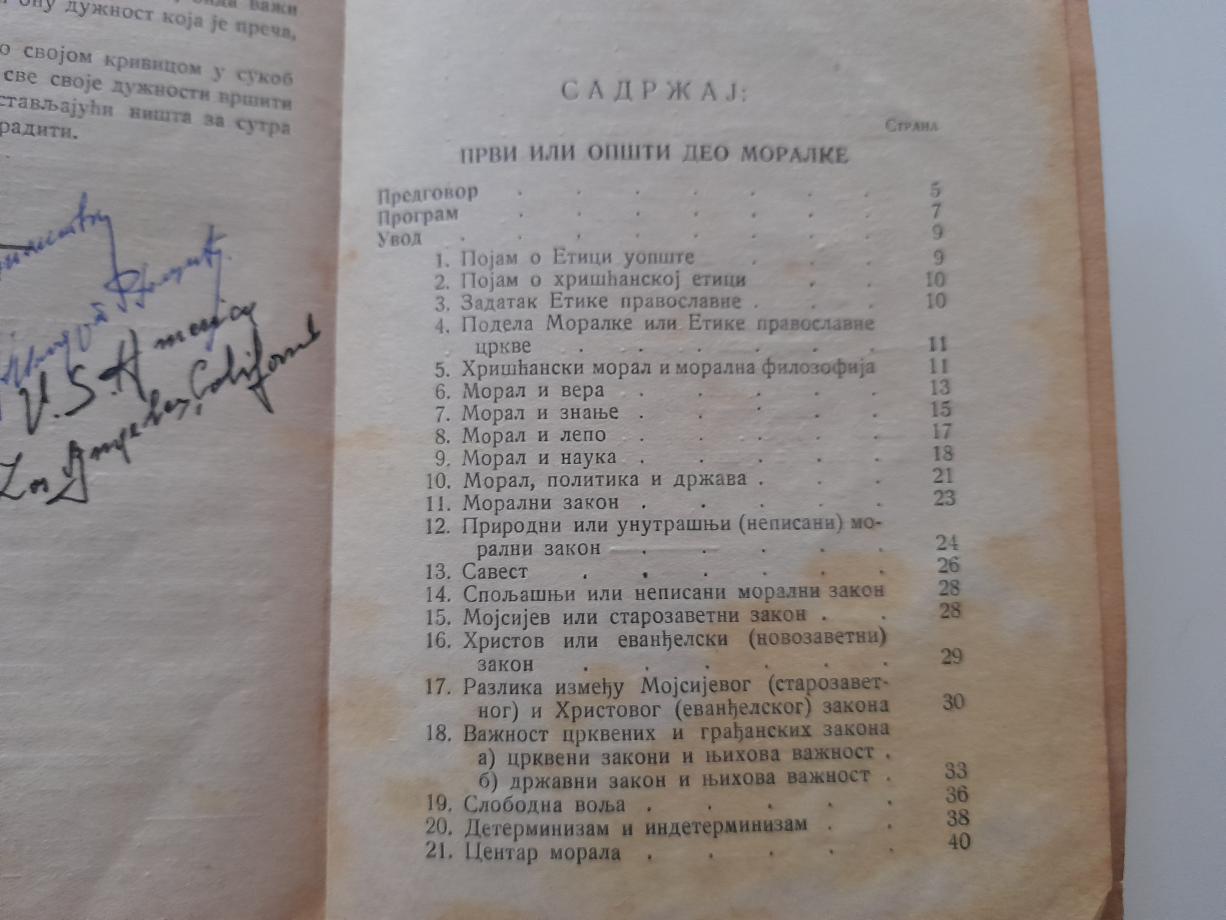 ону дужност која је преча,
својом кривицом у сукоб
све своје дужности вршити
стављајући ништа за сутра
радити.
U. S. America
Los Angeles, California
САДРЖАЈ:
Страна
ПРВИ ИЛИ ОПШТИ ДЕО МОРАЛКЕ
Предговор . . . . . . . 5
Програм . . . . . . . 7
Увод . . . . . . . . 9
1. Појам о Етици уопште . . . 9
2. Појам о хришћанској етици . . 10
3. Задатак Етике православне . . . 10
4. Подела Моралке или Етике православне
цркве . . . . . . 11
5. Хришћански морал и морална филозофија 11
6. Морал и вера . . . . . 13
7. Морал и знање . . . . . 15
8. Морал и лепо . . . . . 17
9. Морал и наука . . . . . 18
10. Морал, политика и држава . . . 21
11. Морални закон . . . . . 23
12. Природни или унутрашњи (неписани) мо-
рални закон . . . . . 24
13. Савест . . . . . . 26
14. Спољашњи или неписани морални закон 28
15. Мојсијев или старозаветни закон . . 28
16. Христов или еванђелски (новозаветни)
закон . . . . . . 29
17. Разлика између Мојсијевог (старозавет-
ног) и Христовог (еванђелског) закона 30
18. Важност црквених и грађанских закона
а) црквени закони и њихова важност .
б) државни закон и њихова важност . 33
19. Слободна воља . . . . . 36
20. Детерминизам и индетерминизам . . 38
21. Центар морала . . . . . 40